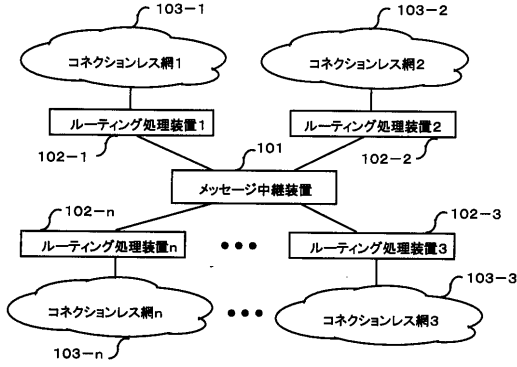 103-1
103-2
コネクションレス網1
コネクションレス網2
ルーティング処理装置1
ルーティング処理装置2
102-1
101
102-2
メッセージ中継装置
102-n
102-3
ルーティング処理装置n
ルーティング処理装置3
103-3
コネクションレス網n
コネクションレス網3
103-n